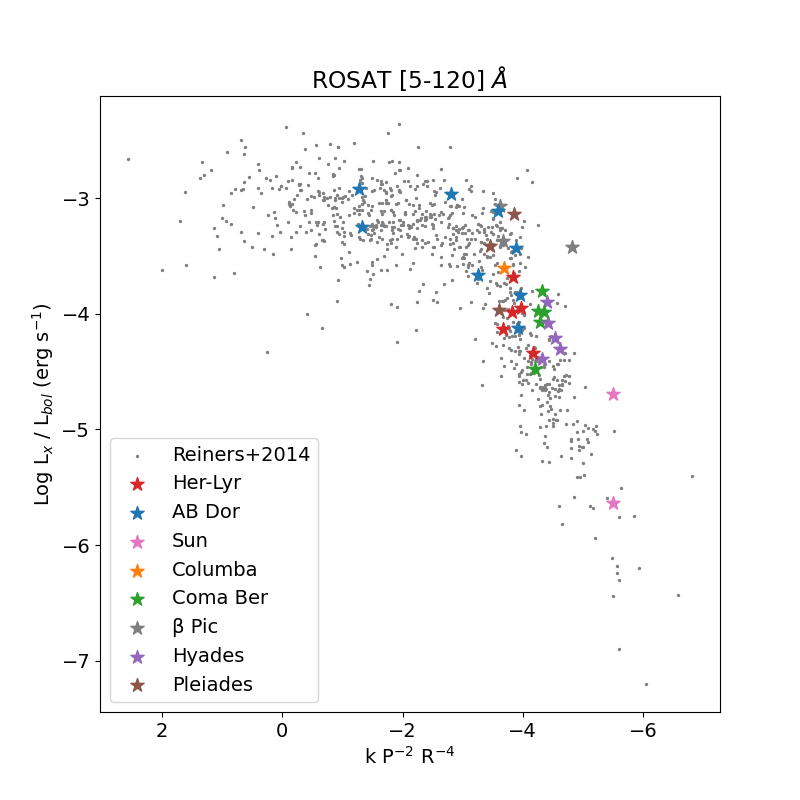 ROSAT [5-120] Å
Log Lₓ / L_bol (erg s⁻¹)
−3
−4
−5
−6
−7
Reiners+2014
Her-Lyr
AB Dor
Sun
Columba
Coma Ber
β Pic
Hyades
Pleiades
2 0 −2 −4 −6
k P⁻² R⁻⁴